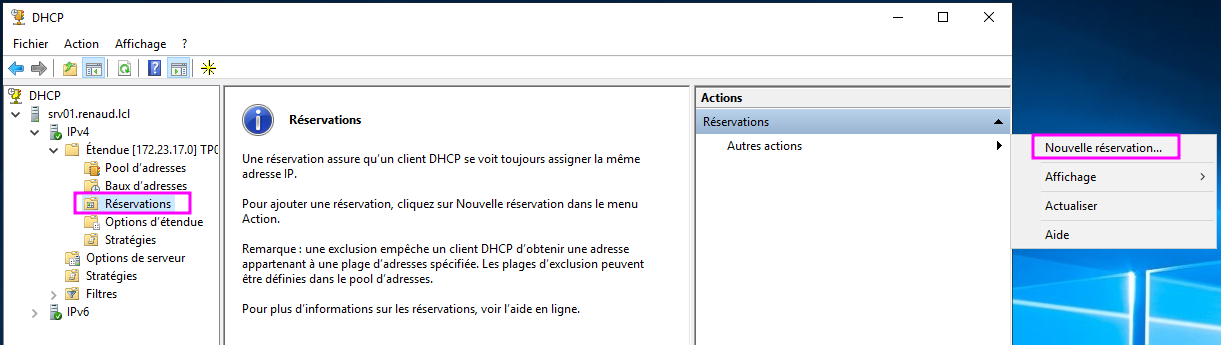 DHCP
Fichier Action Affichage ?
DHCP
srv01.renaud.lcl
IPv4
Étendue [172.23.17.0] TP0
Pool d'adresses
Baux d'adresses
Réservations
Options d'étendue
Stratégies
Options de serveur
Stratégies
Filtres
IPv6
Réservations
Une réservation assure qu'un client DHCP se voit toujours assigner la même
adresse IP.
Pour ajouter une réservation, cliquez sur Nouvelle réservation dans le menu
Action.
Remarque : une exclusion empêche un client DHCP d'obtenir une adresse
appartenant à une plage d'adresses spécifiée. Les plages d'exclusion peuvent
être définies dans le pool d'adresses.
Pour plus d'informations sur les réservations, voir l'aide en ligne.
Actions
Réservations
Autres actions
Nouvelle réservation...
Affichage
Actualiser
Aide